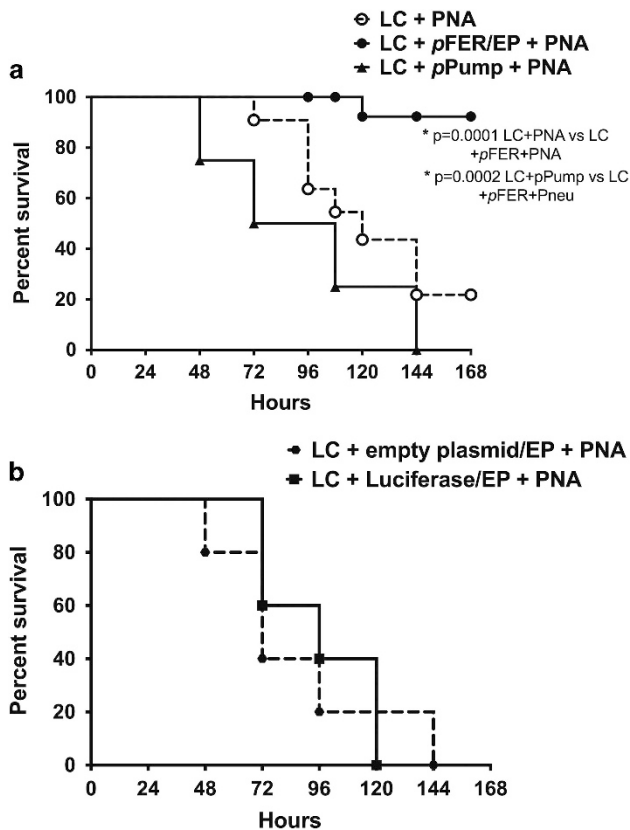 LC + PNA
LC + pFER/EP + PNA
LC + pPump + PNA
a
100
80
60
40
20
0
Percent survival
* p=0.0001 LC+PNA vs LC
+pFER+PNA
* p=0.0002 LC+pPump vs LC
+pFER+Pneu
0 24 48 72 96 120 144 168
Hours
b
LC + empty plasmid/EP + PNA
LC + Luciferase/EP + PNA
100
80
60
40
20
0
Percent survival
0 24 48 72 96 120 144 168
Hours